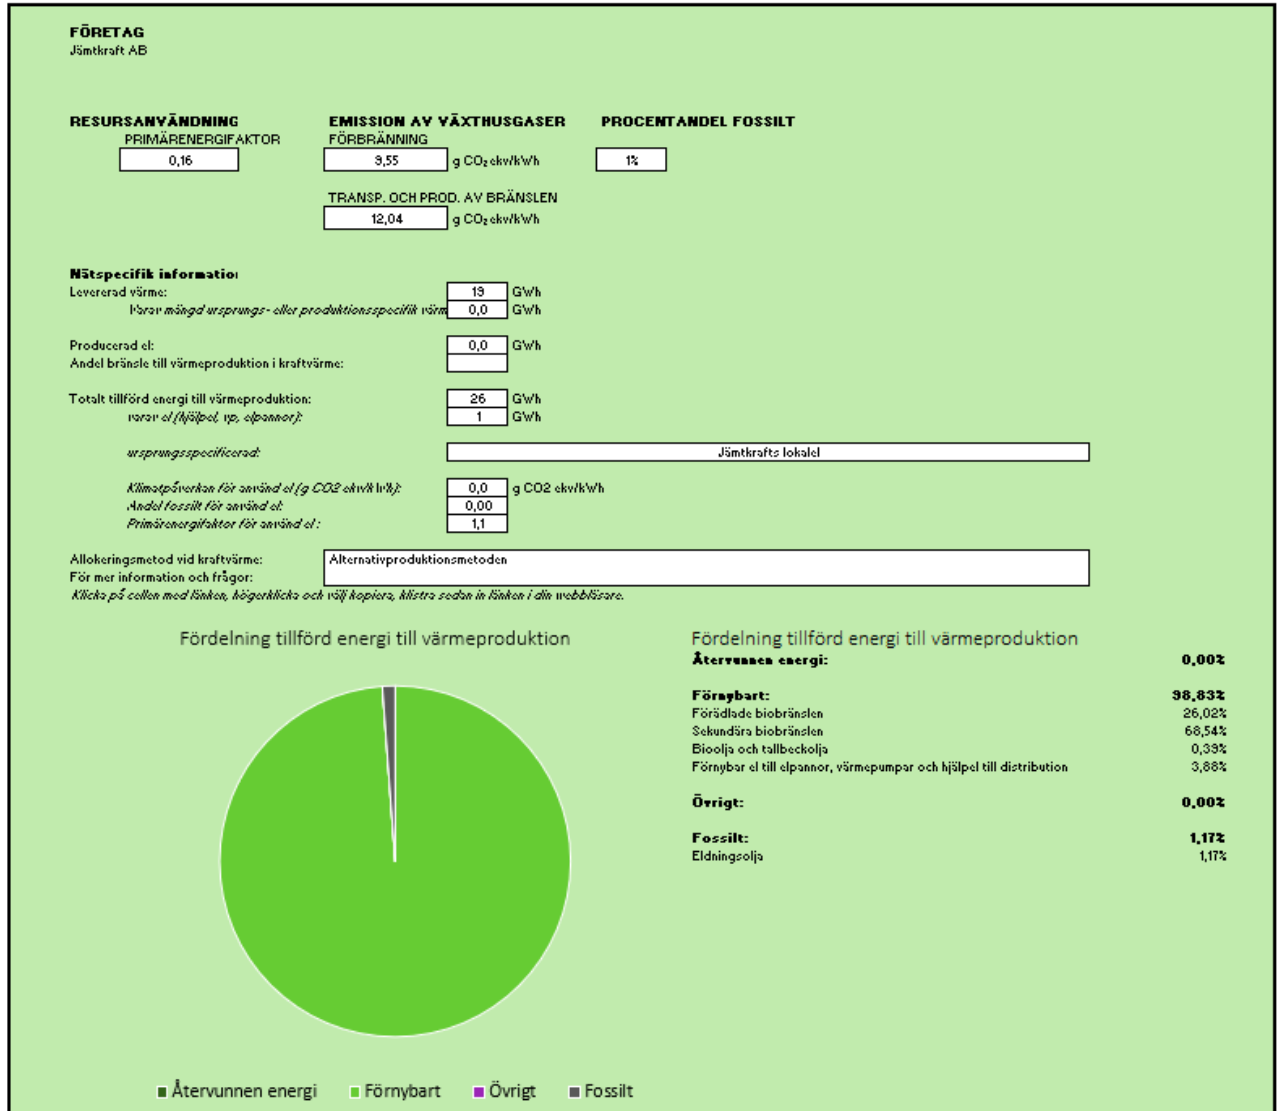 FÖRETAG
Jämtkraft AB
RESURSANVÄNDNING EMISSION AV VÄXTHUSGASER PROCENTANDEL FOSSILT
PRIMÄRENERGIFAKTOR FÖRBRÄNNING
0,16 9,55 g CO₂ ekv/kWh 1%
TRANSP. OCH PROD. AV BRÄNSLEN
12,04 g CO₂ ekv/kWh
Nätspecifik informatio
Levererad värme: 19 GWh
Varav mängd ursprungs- eller produktionsspecifik värm 0,0 GWh
Producerad el: 0,0 GWh
Andel bränsle till värmeproduktion i kraftvärme:
Totalt tillförd energi till värmeproduktion: 26 GWh
varav el (hjälpel, vp, elpannor): 1 GWh
ursprungsspecificerad: Jämtkrafts lokalel
Klimatpåverkan för använd el (g CO2 ekv/kWh): 0,0 g CO2 ekv/kWh
Andel fossilt för använd el: 0,00
Primärenergifaktor för använd el : 1,1
Allokeringsmetod vid kraftvärme: Alternativproduktionsmetoden
För mer information och frågor:
Klicka på cellen med länken, högerklicka och välj kopiera, klistra sedan in länken i din webbläsare.
Fördelning tillförd energi till värmeproduktion
Fördelning tillförd energi till värmeproduktion
Återvunnen energi: 0,00%
Förnybart: 98,83%
Förädlade biobränslen 26,02%
Sekundära biobränslen 68,54%
Bioolja och tallbeckolja 0,39%
Förnybar el till elpannor, värmepumpar och hjälpel till distribution 3,88%
Övrigt: 0,00%
Fossilt: 1,17%
Eldningsolja 1,17%
Återvunnen energi Förnybart Övrigt Fossilt